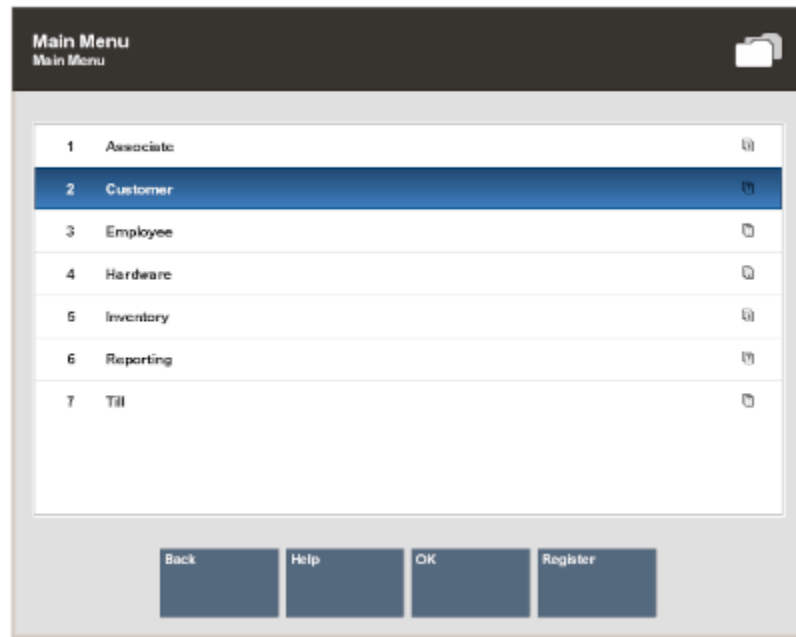 Main Menu
Main Menu
1 Associate
2 Customer
3 Employee
4 Hardware
5 Inventory
6 Reporting
7 Till
Back Help OK Register